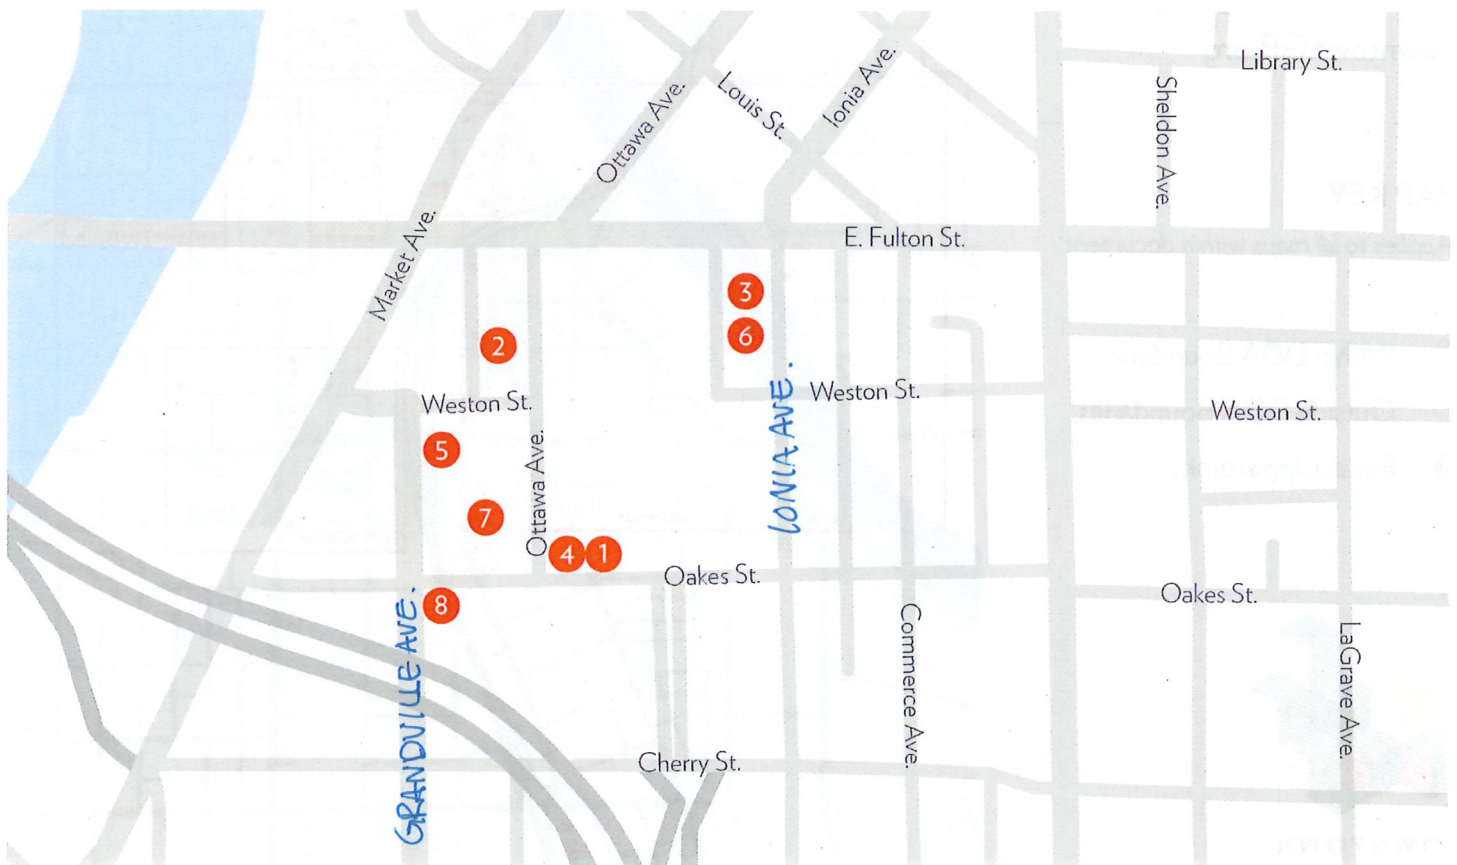 Library St.
Sheldon Ave.
Louis St.
Ionia Ave.
Ottawa Ave.
Market Ave.
E. Fulton St.
3
6
2
Weston St.
Weston St.
Weston St.
IONIA AVE.
5
7
Ottawa Ave.
4
1
Oakes St.
Oakes St.
8
GRANDVILLE AVE.
Commerce Ave.
LaGrave Ave.
Cherry St.